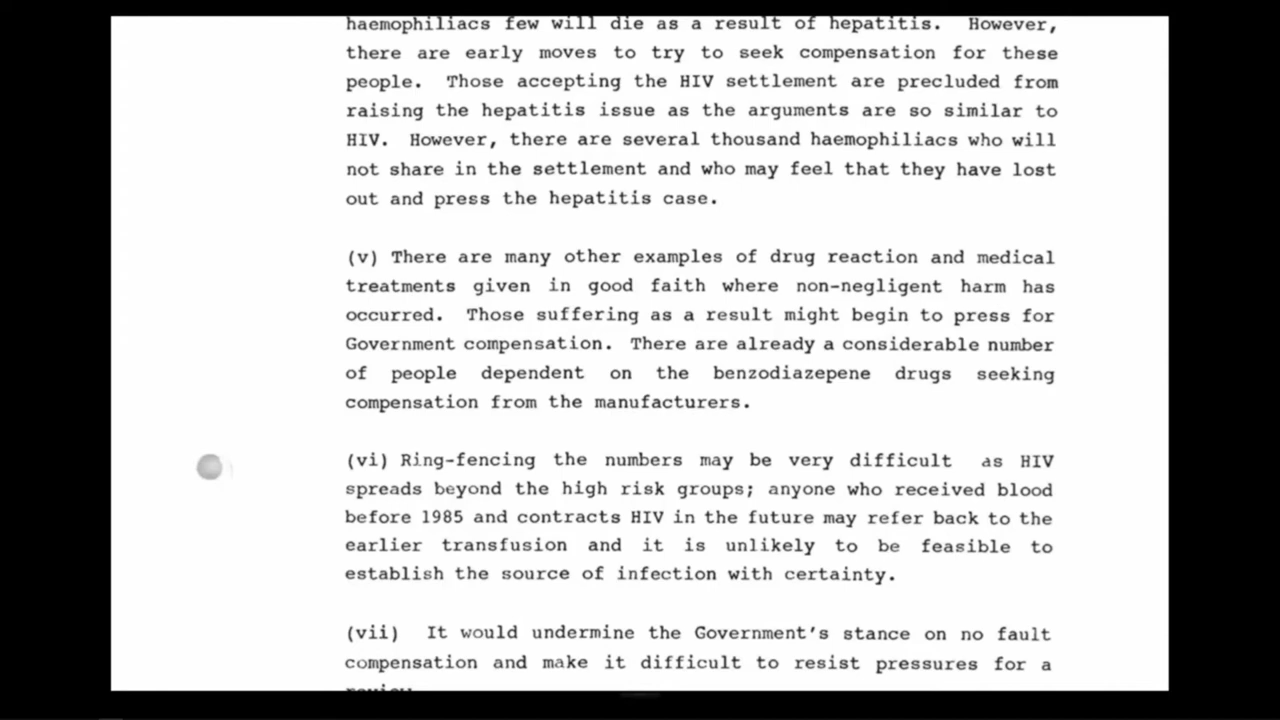 haemophiliacs few will die as a result of hepatitis. However,
there are early moves to try to seek compensation for these
people. Those accepting the HIV settlement are precluded from
raising the hepatitis issue as the arguments are so similar to
HIV. However, there are several thousand haemophiliacs who will
not share in the settlement and who may feel that they have lost
out and press the hepatitis case.
(v) There are many other examples of drug reaction and medical
treatments given in good faith where non-negligent harm has
occurred. Those suffering as a result might begin to press for
Government compensation. There are already a considerable number
of people dependent on the benzodiazepene drugs seeking
compensation from the manufacturers.
(vi) Ring-fencing the numbers may be very difficult as HIV
spreads beyond the high risk groups; anyone who received blood
before 1985 and contracts HIV in the future may refer back to the
earlier transfusion and it is unlikely to be feasible to
establish the source of infection with certainty.
(vii) It would undermine the Government's stance on no fault
compensation and make it difficult to resist pressures for a
review.